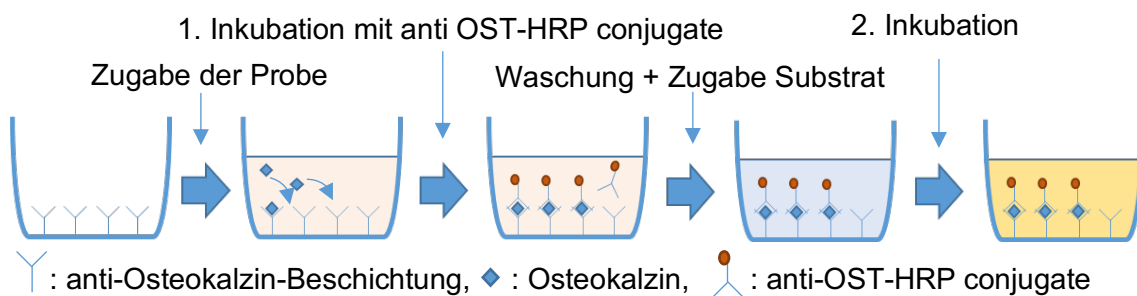 1. Inkubation mit anti OST-HRP conjugate
2. Inkubation
Zugabe der Probe
Waschung + Zugabe Substrat
: anti-Osteokalzin-Beschichtung, : Osteokalzin, : anti-OST-HRP conjugate